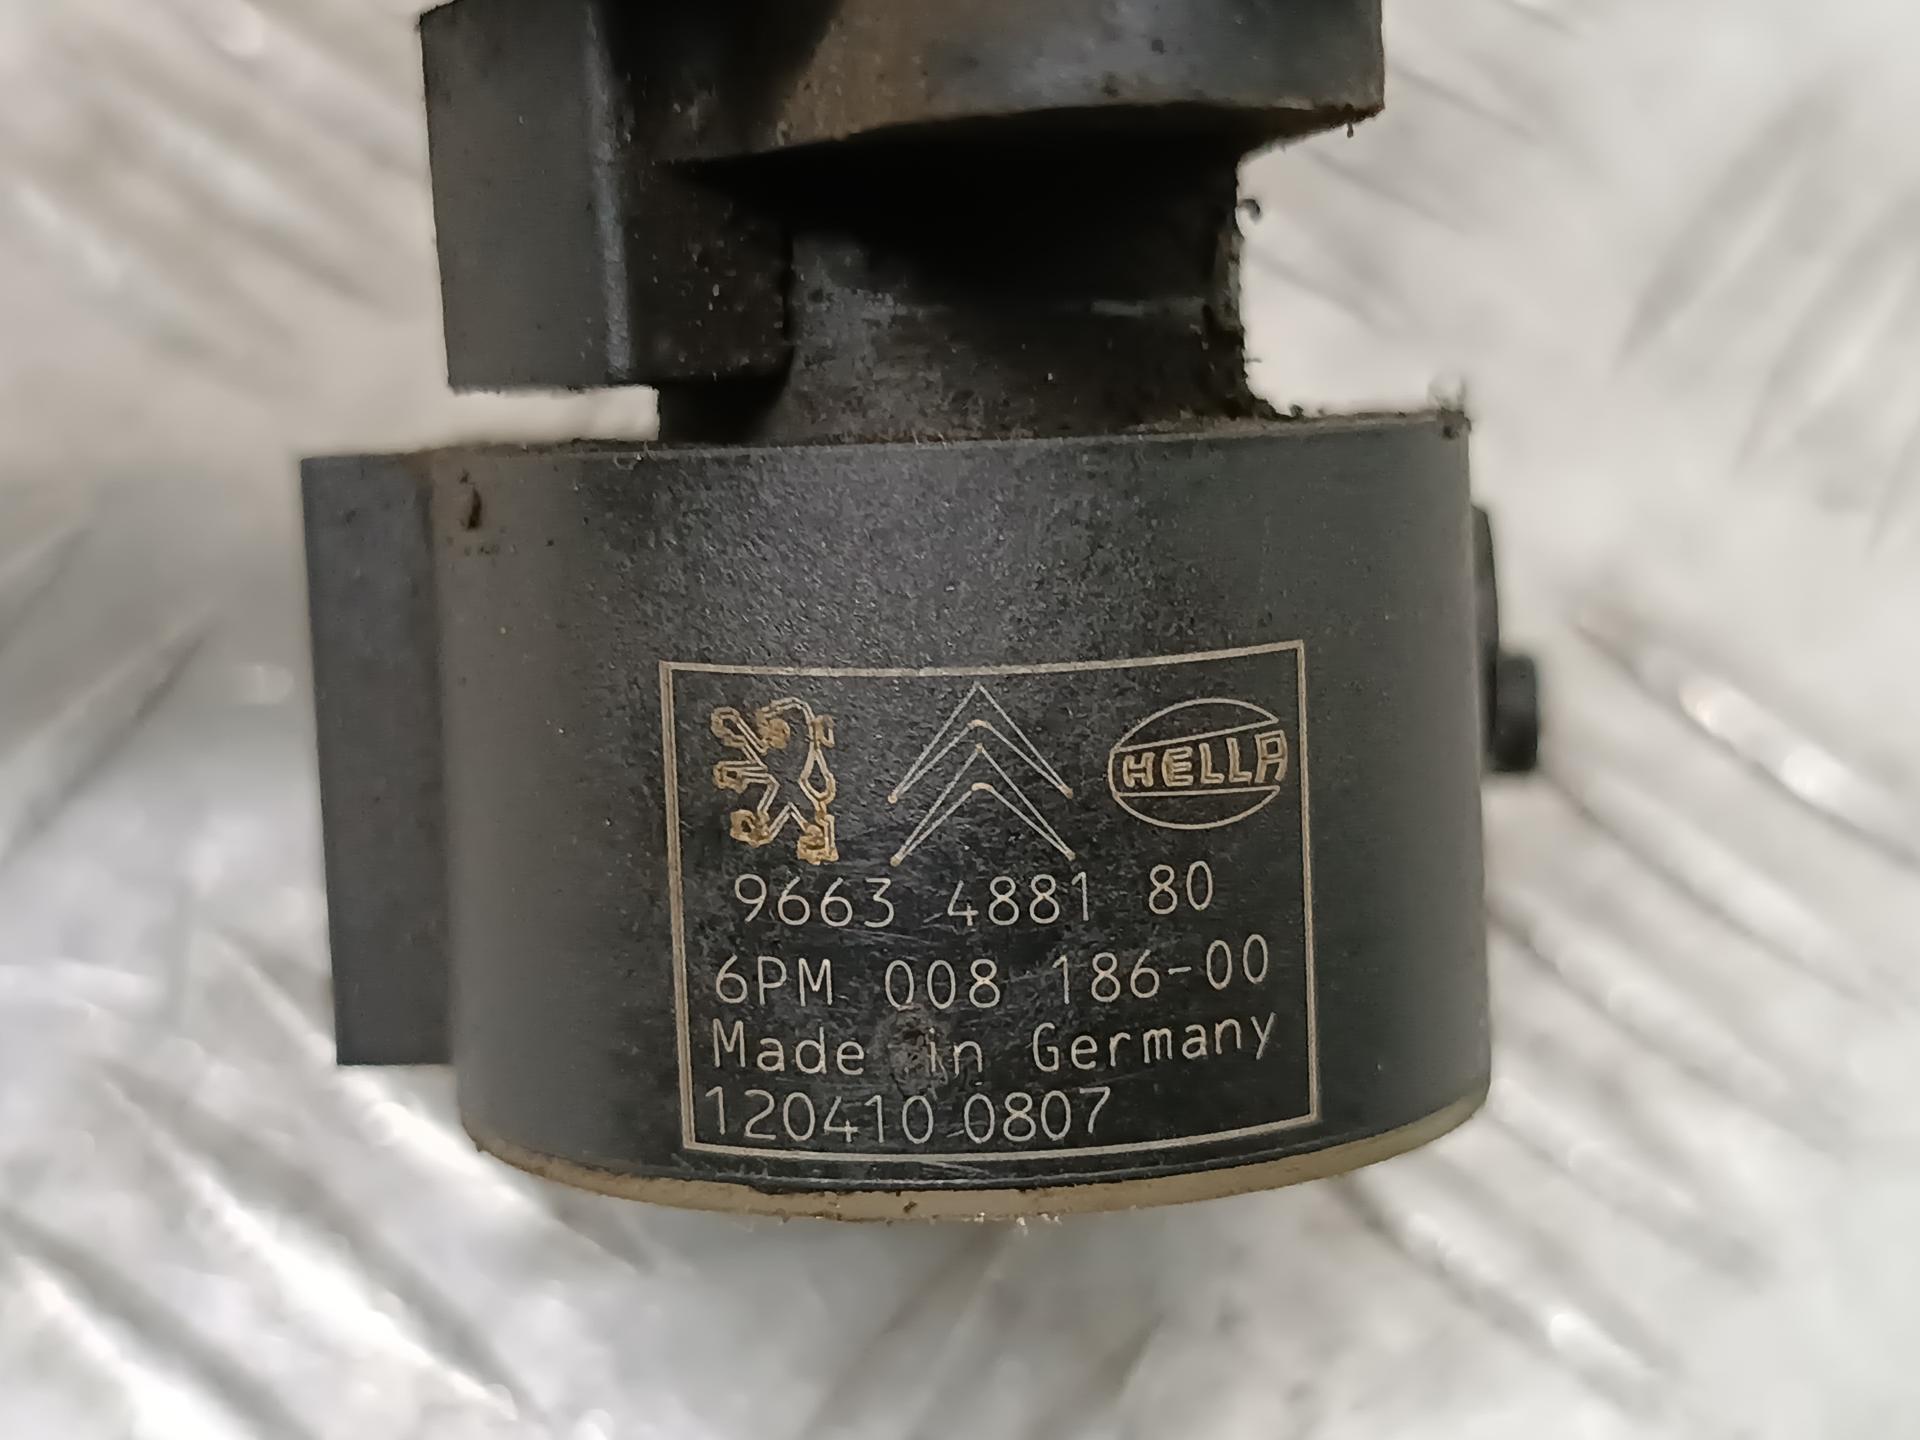 HELLA
9663 4881 80
6PM 008 186-00
Made in Germany
120410 0807